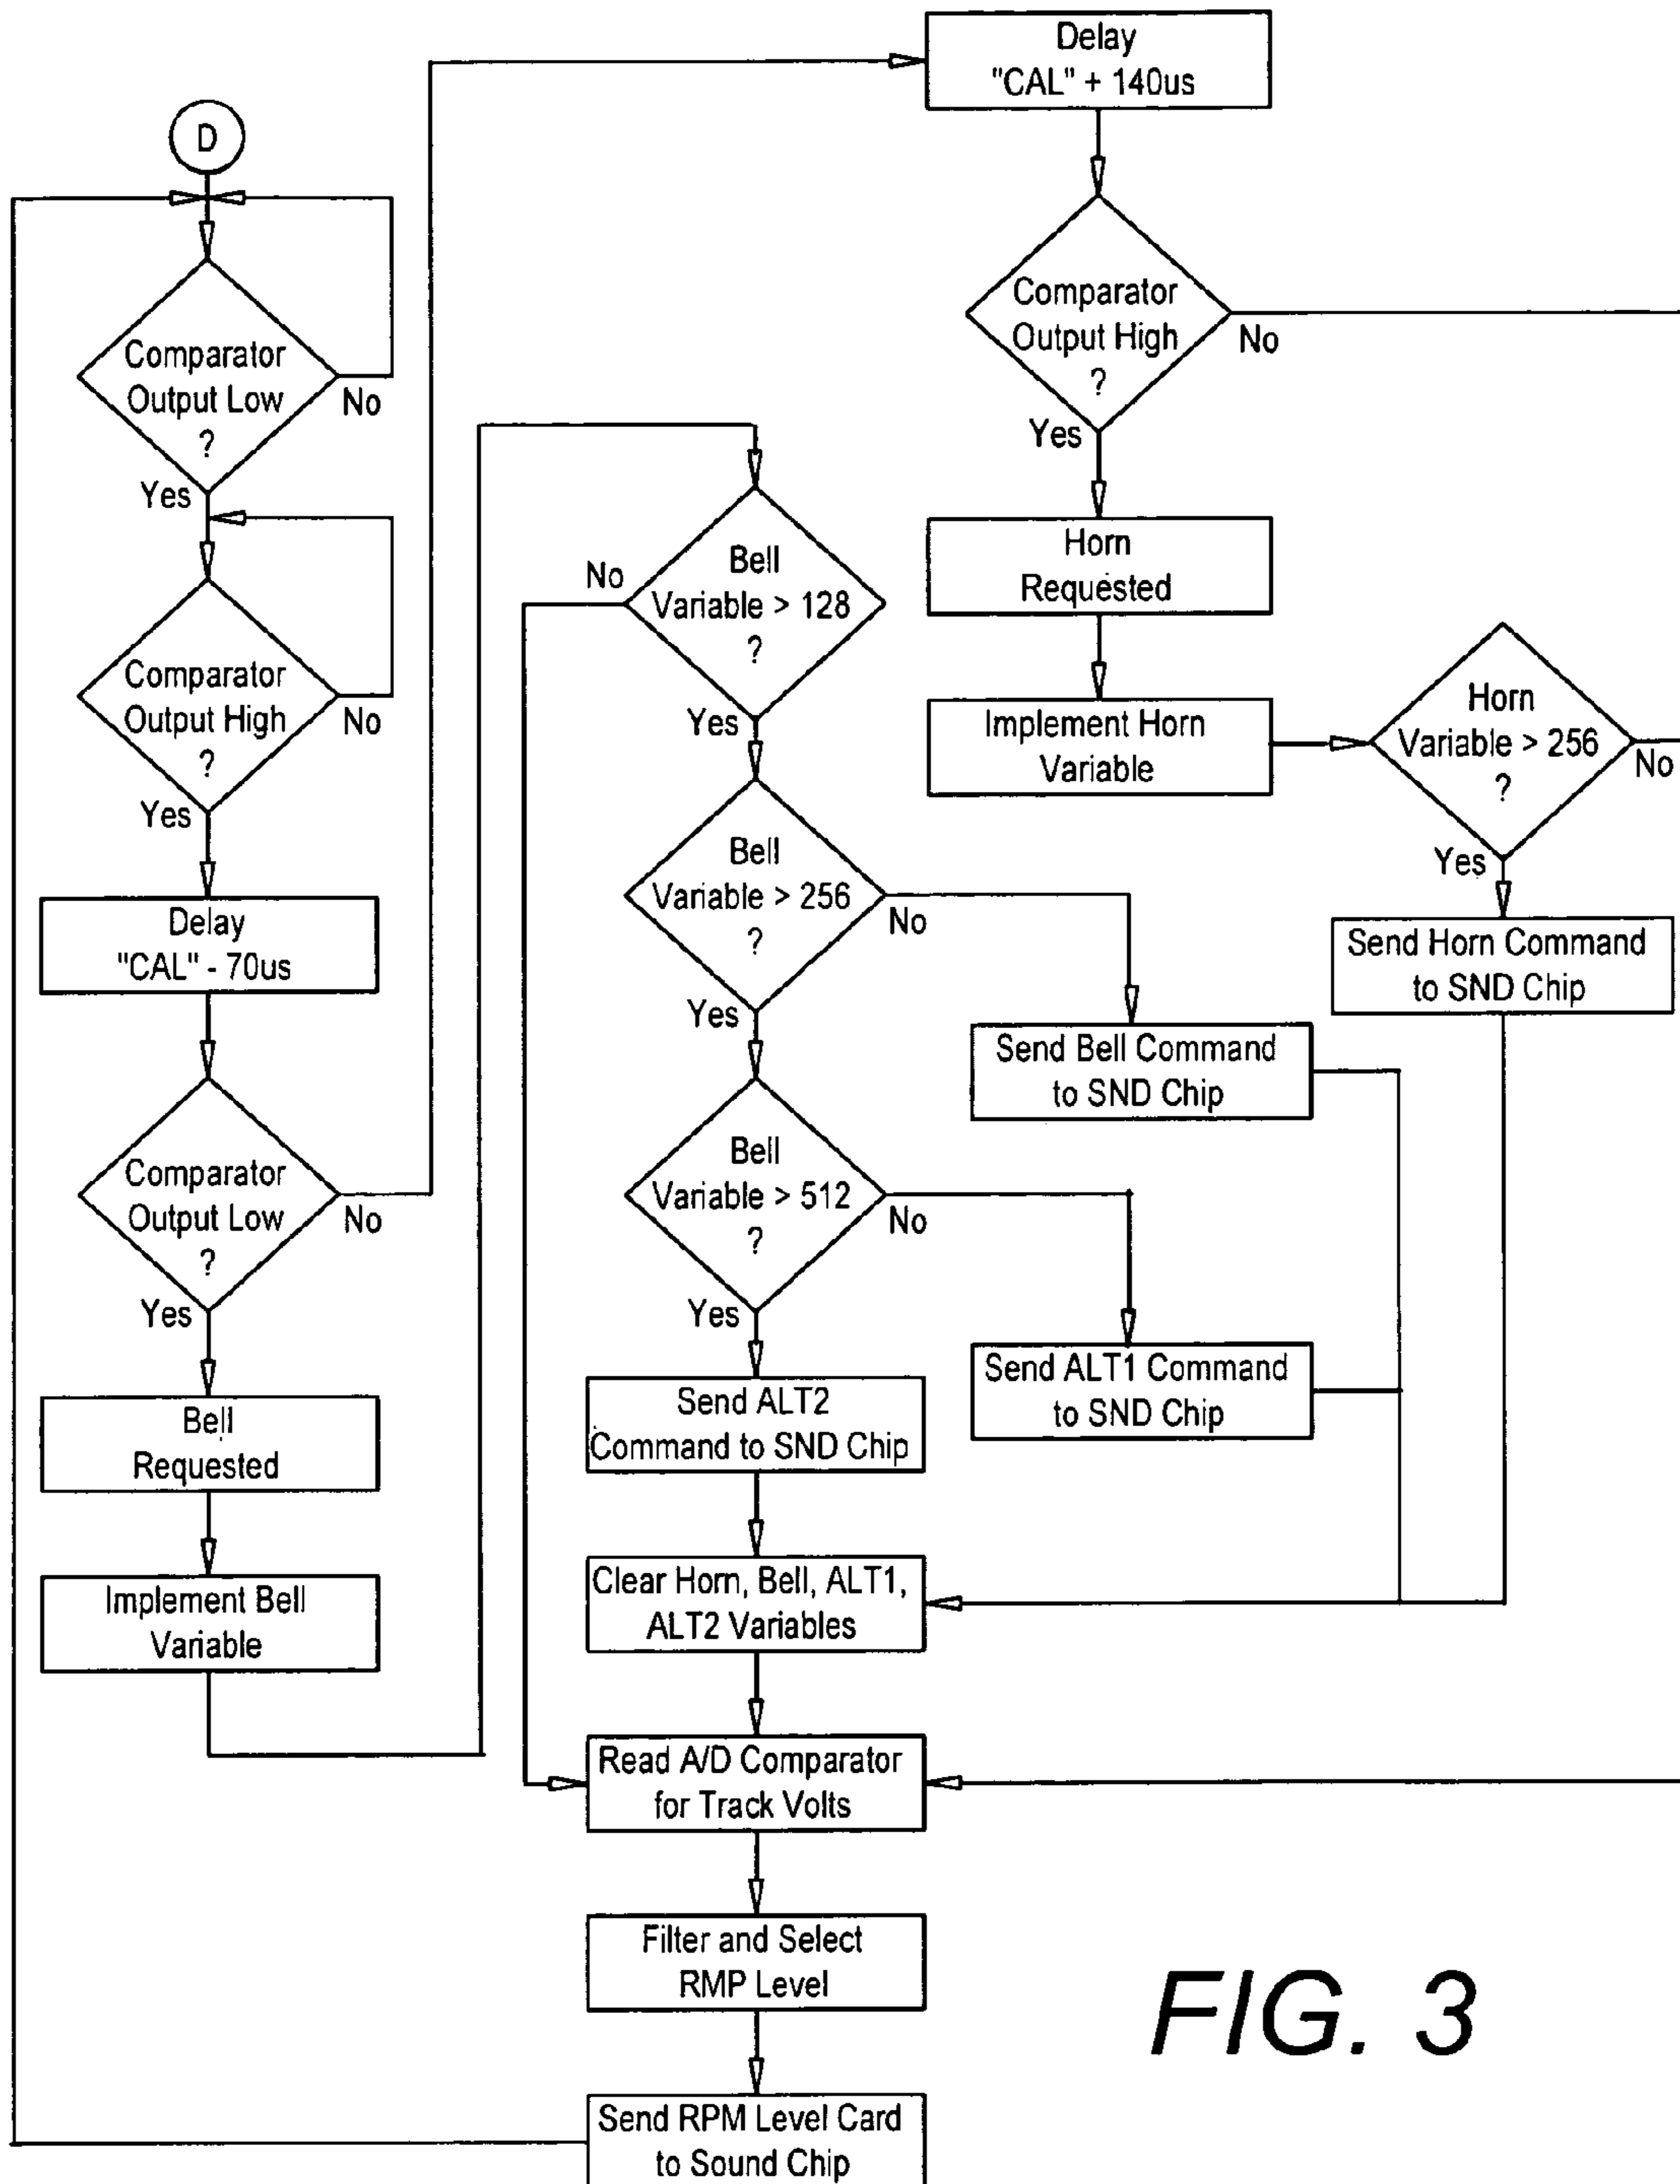 D
Comparator
Output Low
?
No
Yes
Comparator
Output High
?
No
Yes
Delay
"CAL" - 70us
Comparator
Output Low
?
No
Yes
Bell
Requested
Implement Bell
Variable
Delay
"CAL" + 140us
Comparator
Output High
?
No
Yes
Horn
Requested
Implement Horn
Variable
Horn
Variable > 256
?
No
Yes
Send Horn Command
to SND Chip
Bell
Variable > 128
?
No
Yes
Bell
Variable > 256
?
No
Yes
Send Bell Command
to SND Chip
Bell
Variable > 512
?
No
Yes
Send ALT1 Command
to SND Chip
Send ALT2
Command to SND Chip
Clear Horn, Bell, ALT1,
ALT2 Variables
Read A/D Comparator
for Track Volts
Filter and Select
RMP Level
Send RPM Level Card
to Sound Chip
FIG. 3